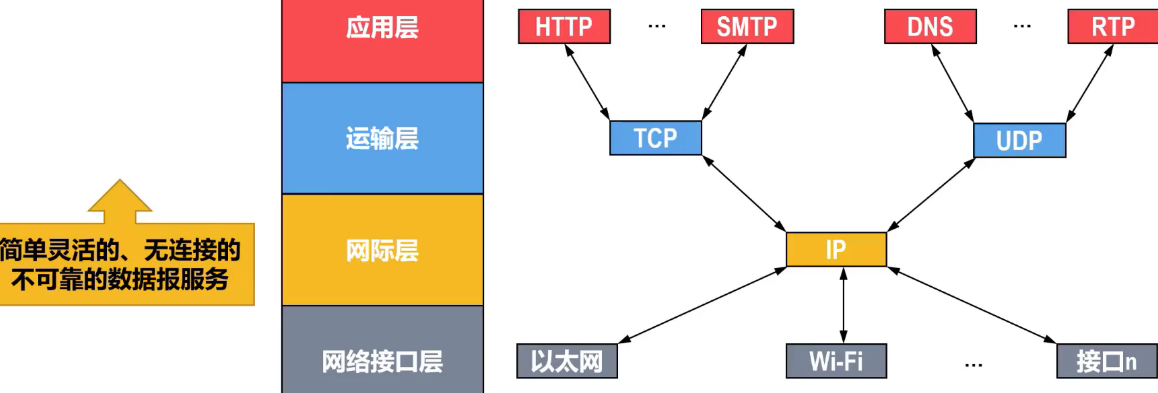 应用层
HTTP … SMTP DNS … RTP
运输层
TCP UDP
简单灵活的、无连接的
不可靠的数据报服务
网际层
IP
网络接口层
以太网 Wi-Fi … 接口n